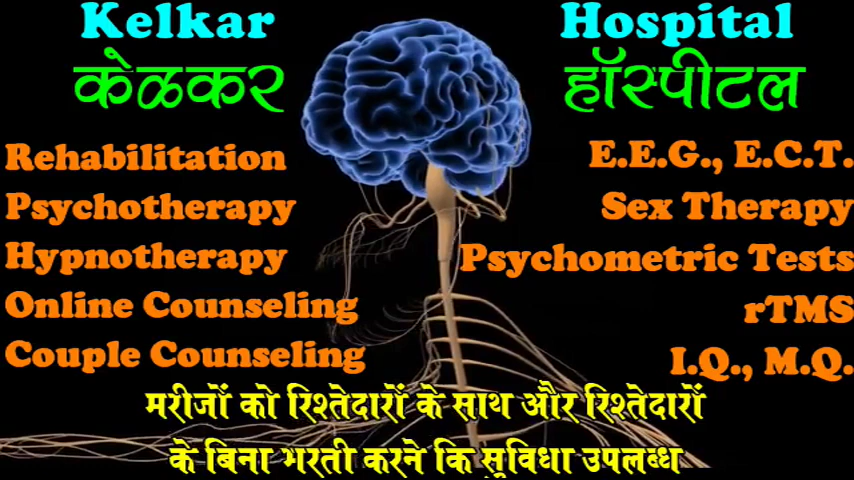 Kelkar Hospital
केळकर हॉस्पीटल
Rehabilitation
Psychotherapy
Hypnotherapy
Online Counseling
Couple Counseling
E.E.G., E.C.T.
Sex Therapy
Psychometric Tests
rTMS
I.Q., M.Q.
मरीजों को रिश्तेदारों के साथ और रिश्तेदारों
के बिना भरती करने कि सुविधा उपलब्ध